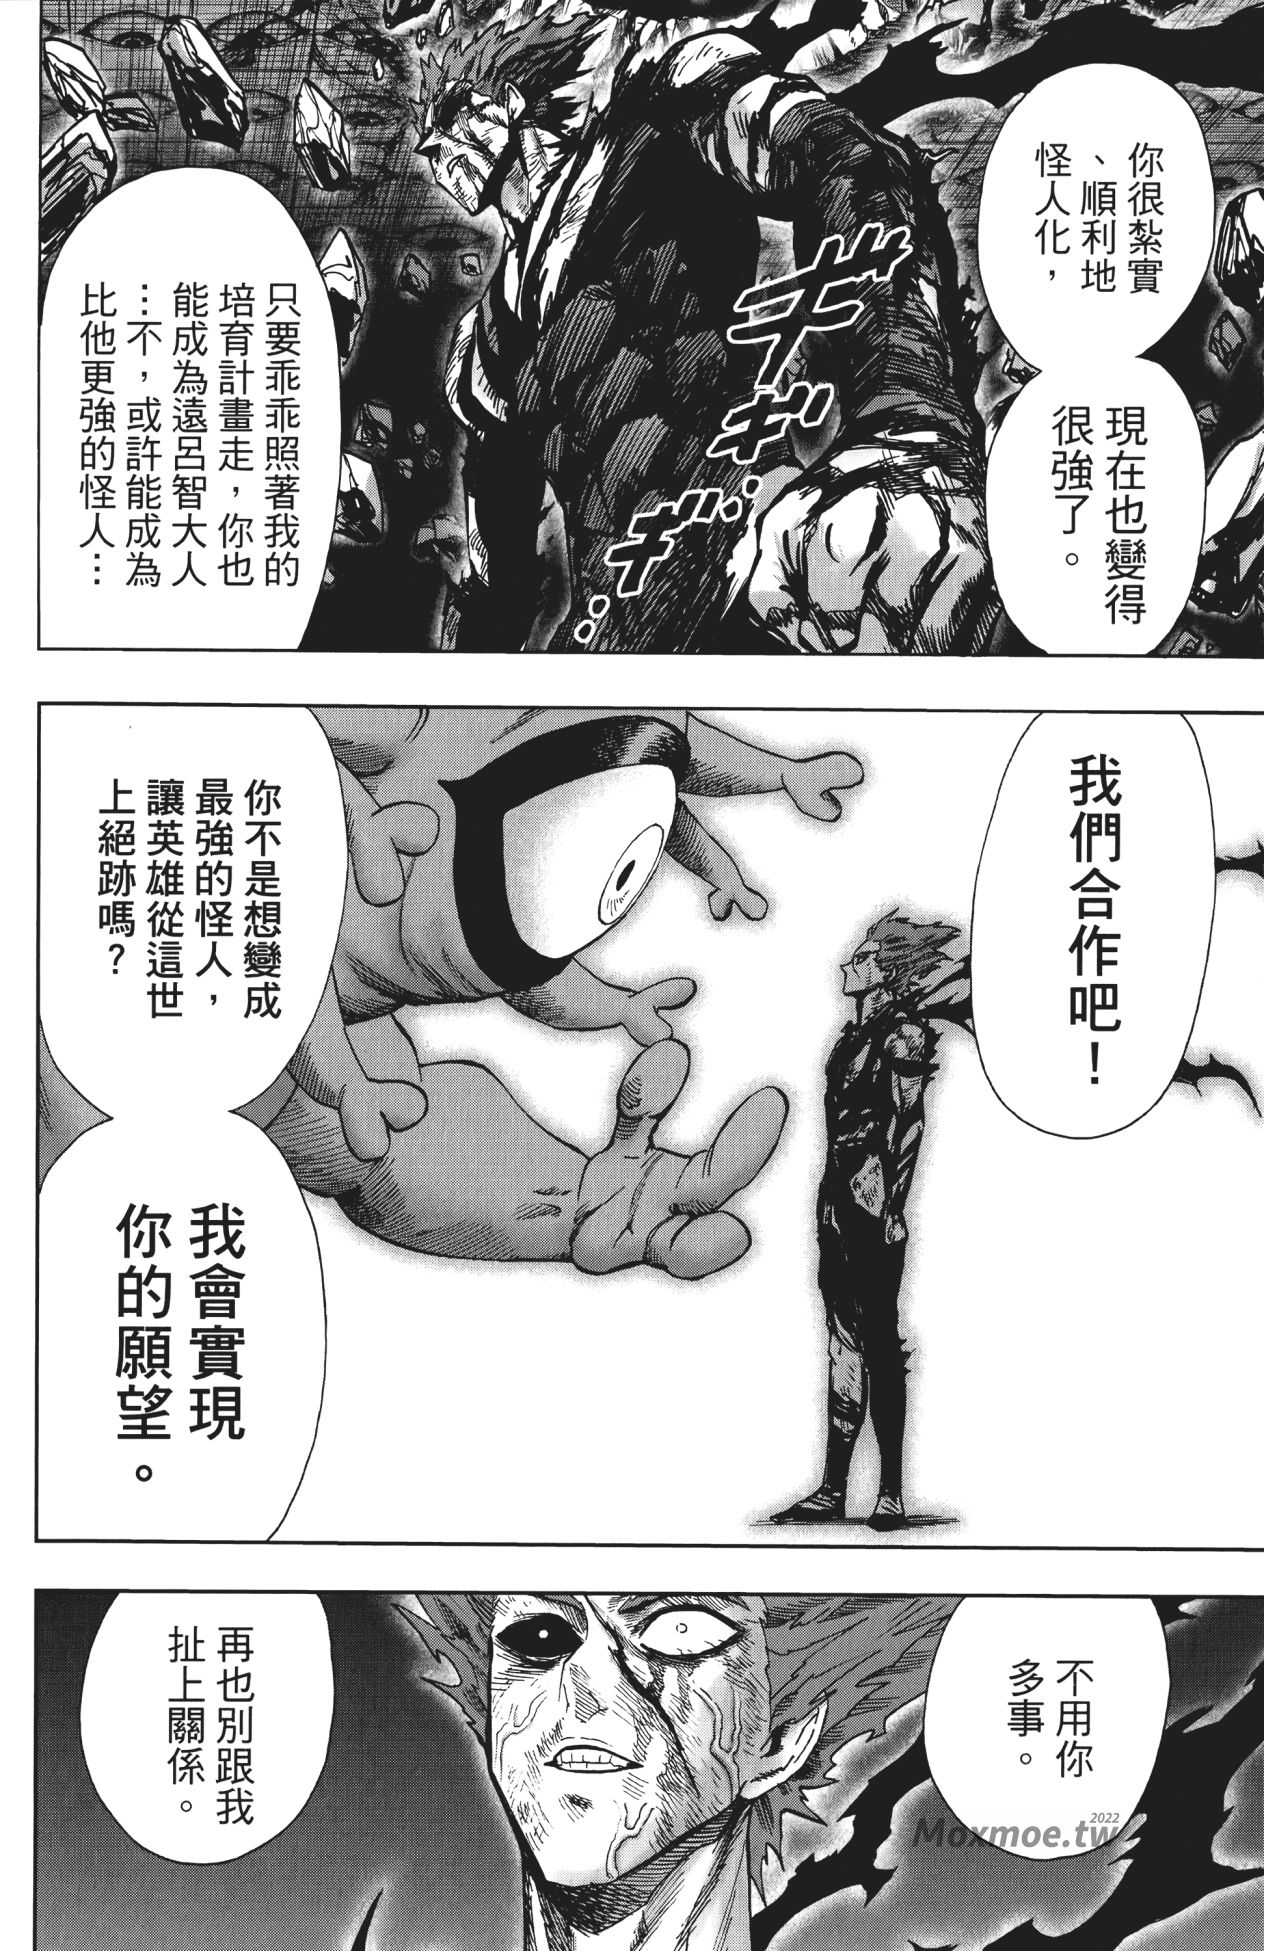 你很紮實
、順利地
怪人化，
現在也變得
很強了。
ギギギ…
只要乖乖照著我的
培育計畫走，你也
能成為遠呂智大人
…不，或許能成為
比他更強的怪人…
我們合作吧！
你不是想變成
最強的怪人，
讓英雄從這世
上絕跡嗎？
我會實現
你的願望。
不用你
多事。
再也別跟我
扯上關係。
2022
Moxmoe.tw